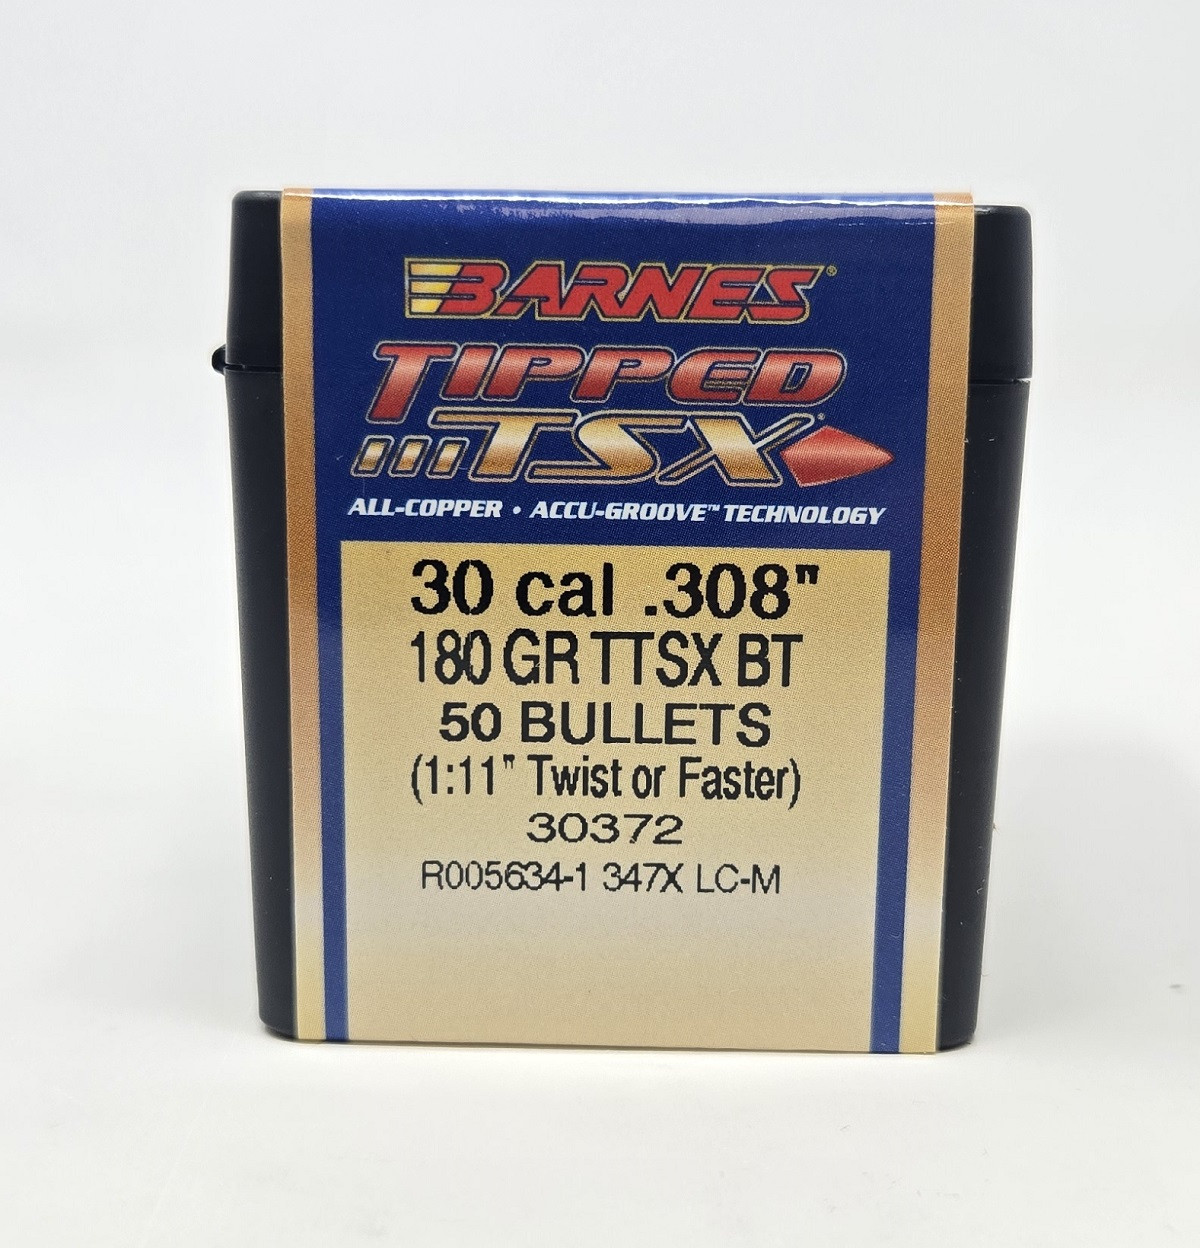 BARNES®
TIPPED
TSX®
ALL-COPPER • ACCU-GROOVE™ TECHNOLOGY
30 cal .308"
180 GR TTSX BT
50 BULLETS
(1:11" Twist or Faster)
30372
R005634-1 347X LC-M